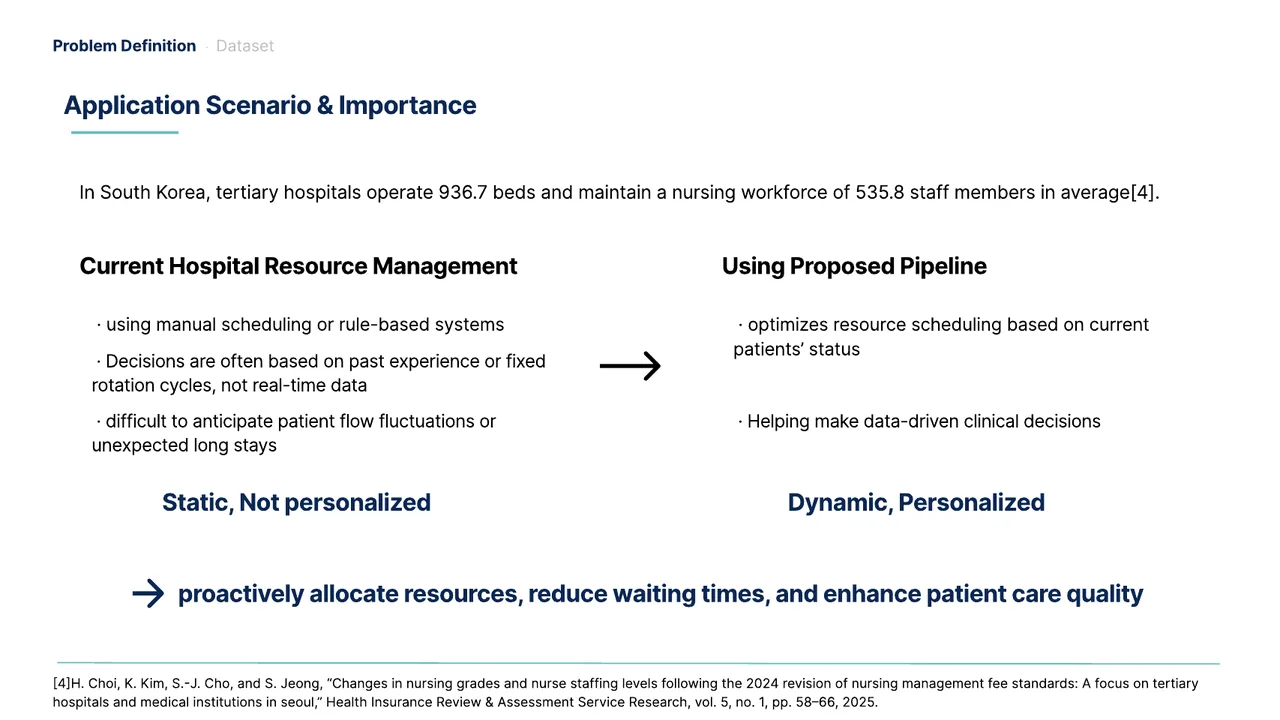 Problem Definition · Dataset
Application Scenario & Importance
In South Korea, tertiary hospitals operate 936.7 beds and maintain a nursing workforce of 535.8 staff members in average[4].
Current Hospital Resource Management
· using manual scheduling or rule-based systems
· Decisions are often based on past experience or fixed
rotation cycles, not real-time data
· difficult to anticipate patient flow fluctuations or
unexpected long stays
Static, Not personalized
Using Proposed Pipeline
· optimizes resource scheduling based on current
patients’ status
· Helping make data-driven clinical decisions
Dynamic, Personalized
→ proactively allocate resources, reduce waiting times, and enhance patient care quality
[4]H. Choi, K. Kim, S.-J. Cho, and S. Jeong, “Changes in nursing grades and nurse staffing levels following the 2024 revision of nursing management fee standards: A focus on tertiary
hospitals and medical institutions in seoul,” Health Insurance Review & Assessment Service Research, vol. 5, no. 1, pp. 58–66, 2025.